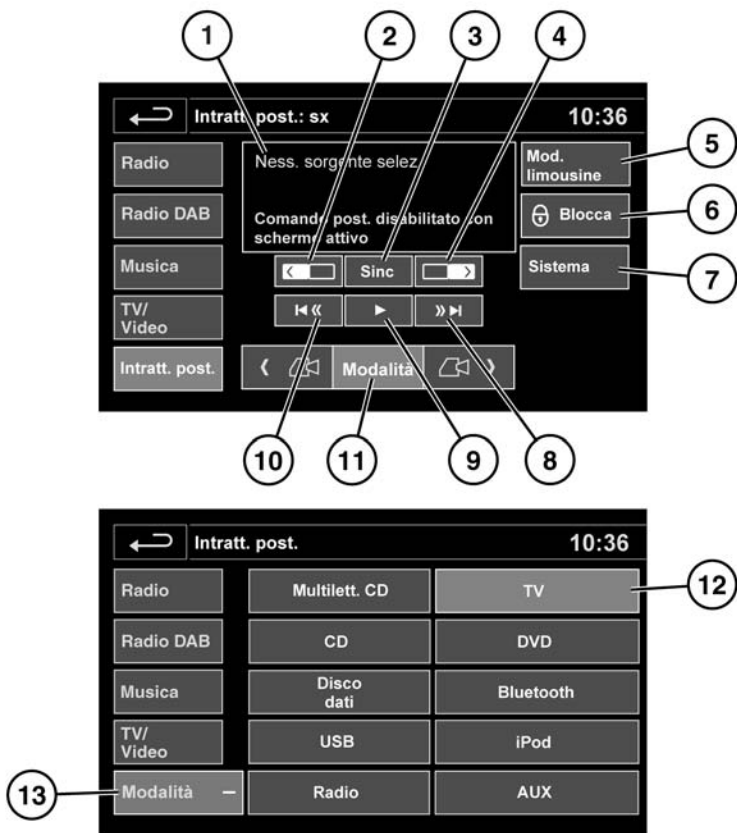 1 2 3 4
Intratt. post.: sx 10:36
Radio
Ness. sorgente selez.
Mod.
limousine
5
Radio DAB
Comando post. disabilitato con
schermo attivo
Blocca
6
Musica
Sinc
Sistema
7
TV/
Video
Intratt. post.
Modalità
10 11 9 8
Intratt. post. 10:36
Radio
Multilett. CD
TV
12
Radio DAB
CD
DVD
Musica
Disco
dati
Bluetooth
TV/
Video
USB
iPod
13
Modalità –
Radio
AUX